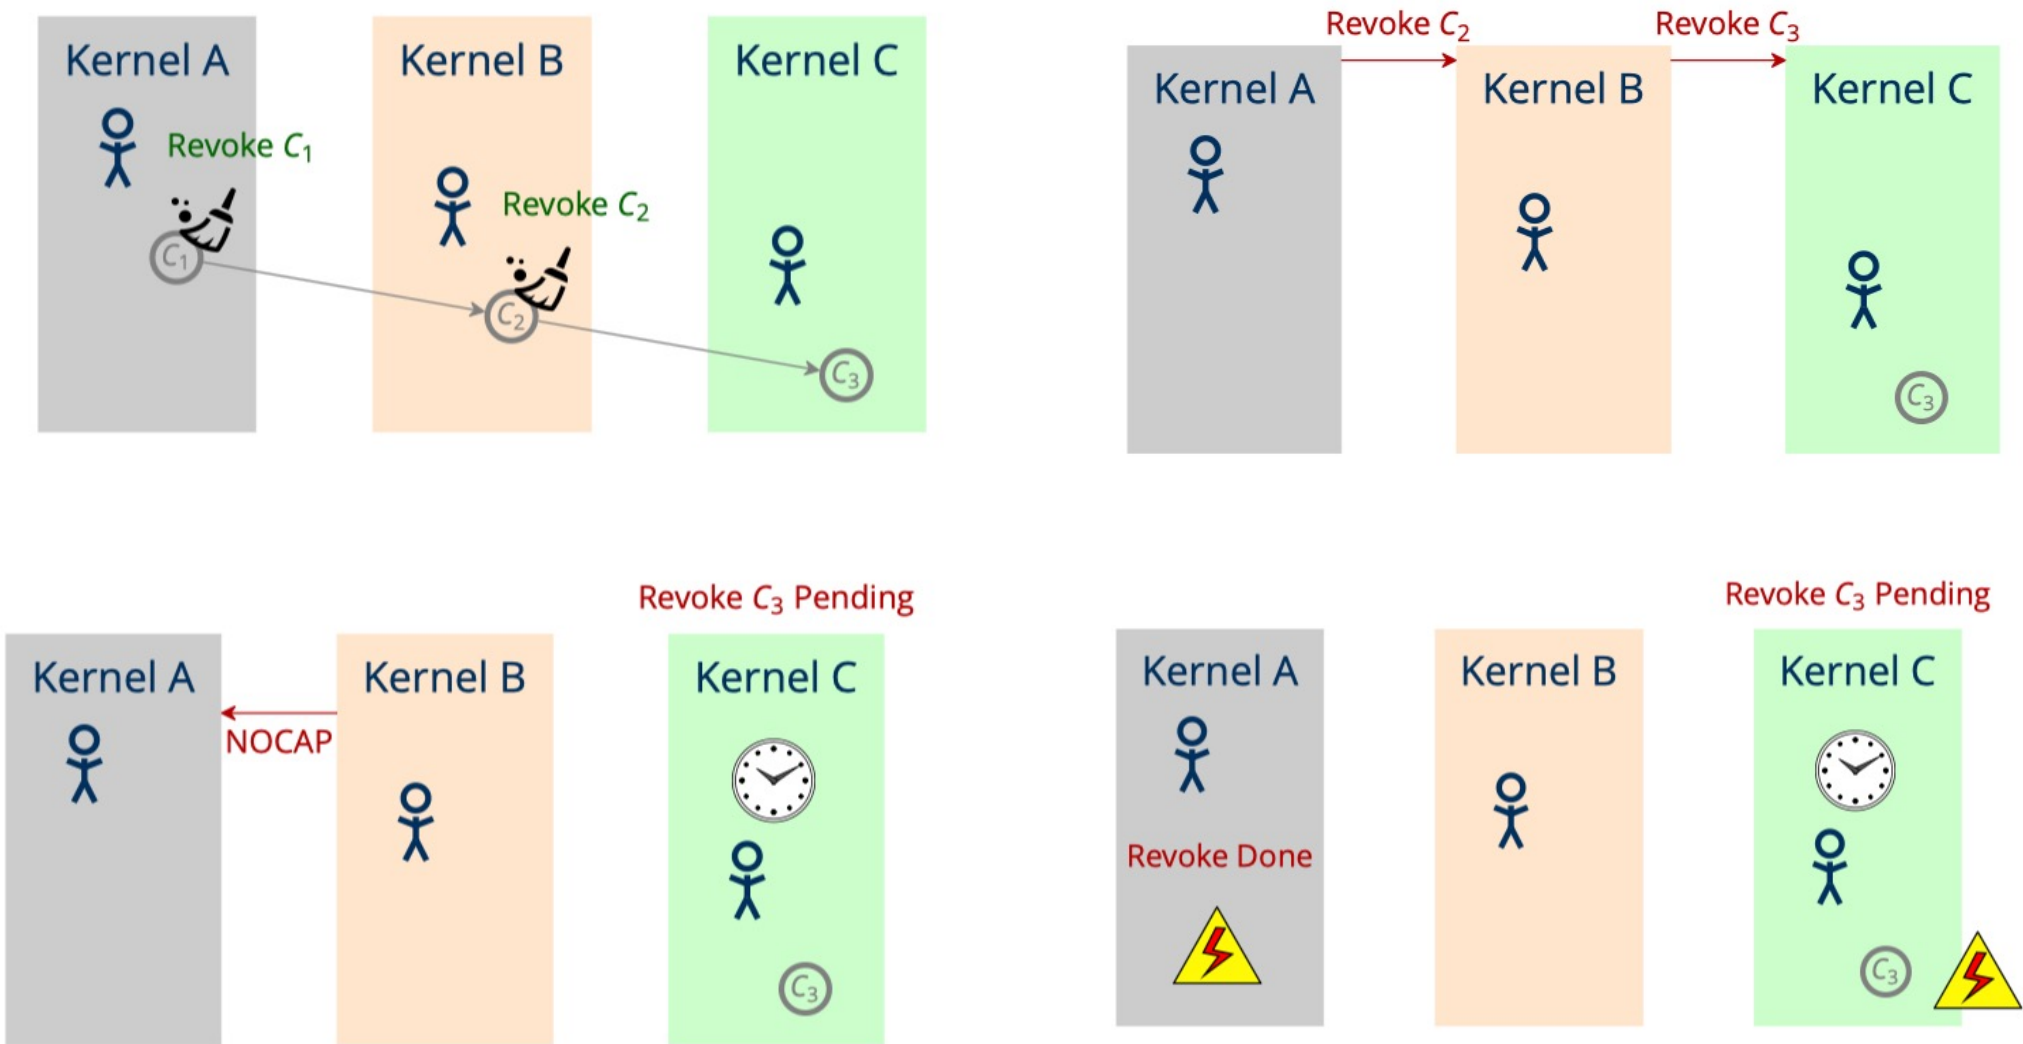 Kernel A
Kernel B
Kernel C
Revoke C₁
Revoke C₂
C₁
C₂
C₃
Revoke C₂
Revoke C₃
Kernel A
Kernel B
Kernel C
C₃
Revoke C₃ Pending
Kernel A
Kernel B
Kernel C
NOCAP
C₃
Revoke C₃ Pending
Kernel A
Kernel B
Kernel C
Revoke Done
C₃